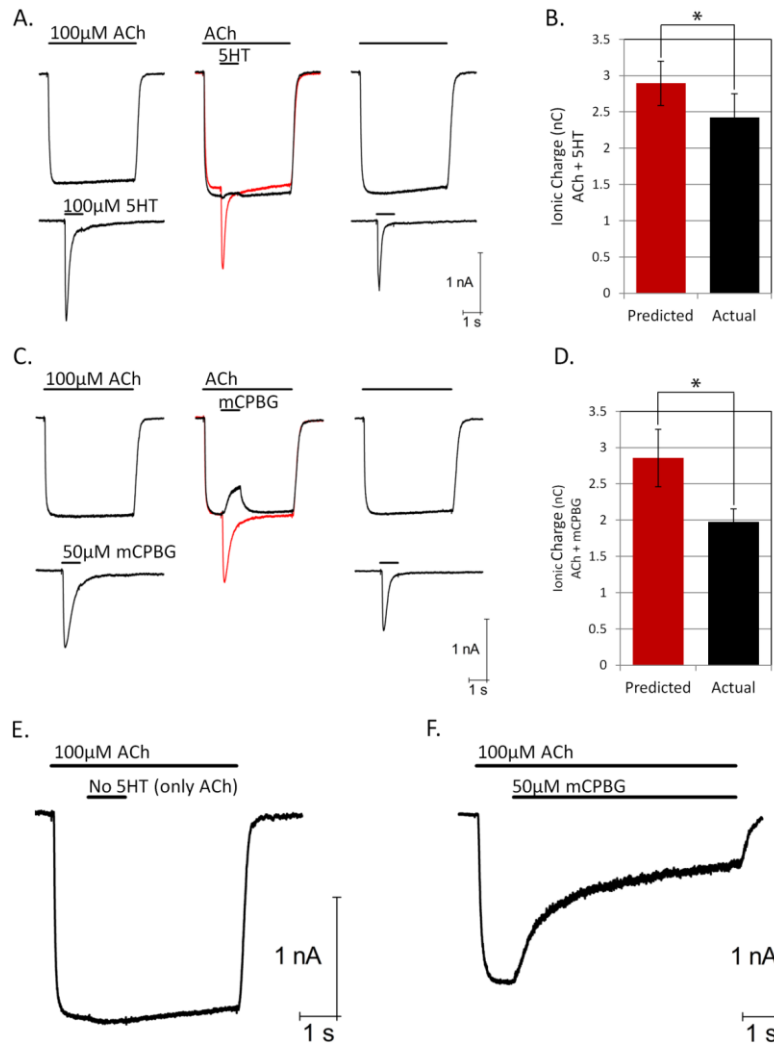 A.
100µM ACh
ACh
5HT
100µM 5HT
1 nA
1 s
B.
*
3.5
3
2.5
2
1.5
1
0.5
0
Ionic Charge (nC)
ACh + 5HT
Predicted
Actual
C.
100µM ACh
ACh
mCPBG
50µM mCPBG
1 nA
1 s
D.
*
3.5
3
2.5
2
1.5
1
0.5
0
Ionic Charge (nC)
ACh + mCPBG
Predicted
Actual
E.
100µM ACh
No 5HT (only ACh)
1 nA
1 s
F.
100µM ACh
50µM mCPBG
1 nA
1 s